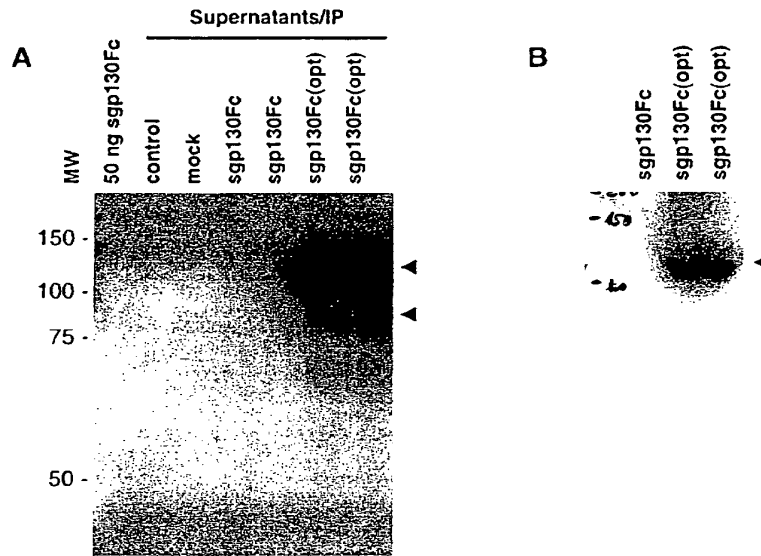 Supernatants/IP
A
MW
50 ng sgp130Fc
control
mock
sgp130Fc
sgp130Fc
sgp130Fc(opt)
sgp130Fc(opt)
150 -
100 -
75 -
50 -
B
sgp130Fc
sgp130Fc(opt)
sgp130Fc(opt)
150